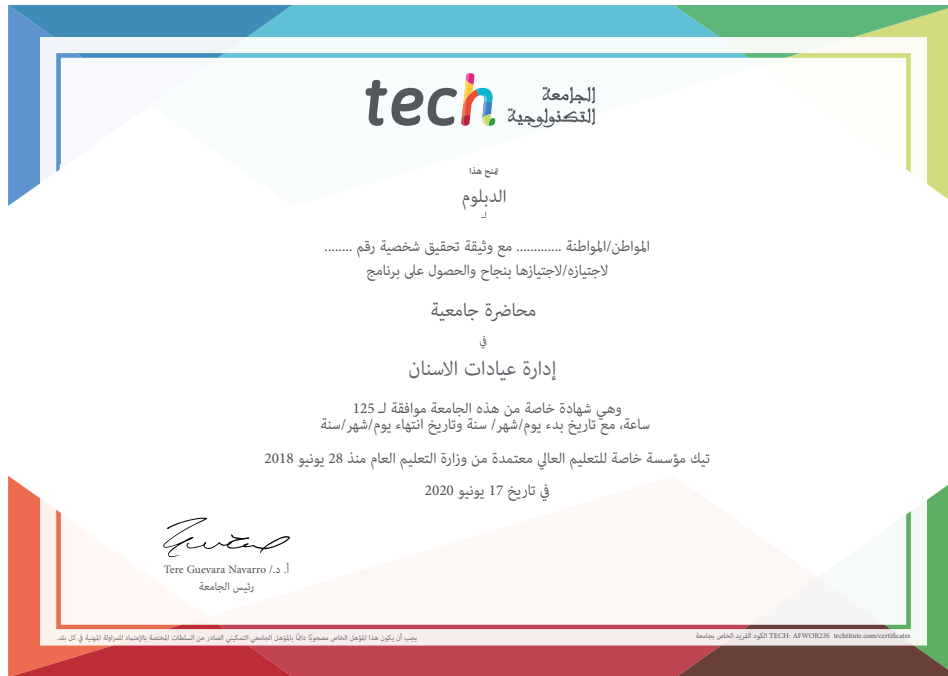 tech الجامعة
التكنولوجية
تمنح هذا
الدبلوم
لـ
المواطن/المواطنة ............. مع وثيقة تحقيق شخصية رقم ........
لاجتيازه/لاجتيازها بنجاح والحصول على برنامج
محاضرة جامعية
في
إدارة عيادات الاسنان
وهي شهادة خاصة من هذه الجامعة موافقة لـ 125
ساعة، مع تاريخ بدء يوم/شهر/ سنة وتاريخ انتهاء يوم/شهر/سنة
تيك مؤسسة خاصة للتعليم العالي معتمدة من وزارة التعليم العام منذ 28 يونيو 2018
في تاريخ 17 يونيو 2020
أ. د./ Tere Guevara Navarro
رئيس الجامعة
يجب أن يكون هذا المؤهل الخاص مصحوبًا دائمًا بالمؤهل الجامعي التمكيني الصادر عن السلطات المختصة بالإعتماد للمزاولة المهنية في كل بلد.
الكود الفريد الخاص بجامعة TECH: AFWOR23S techtitute.com/certificates